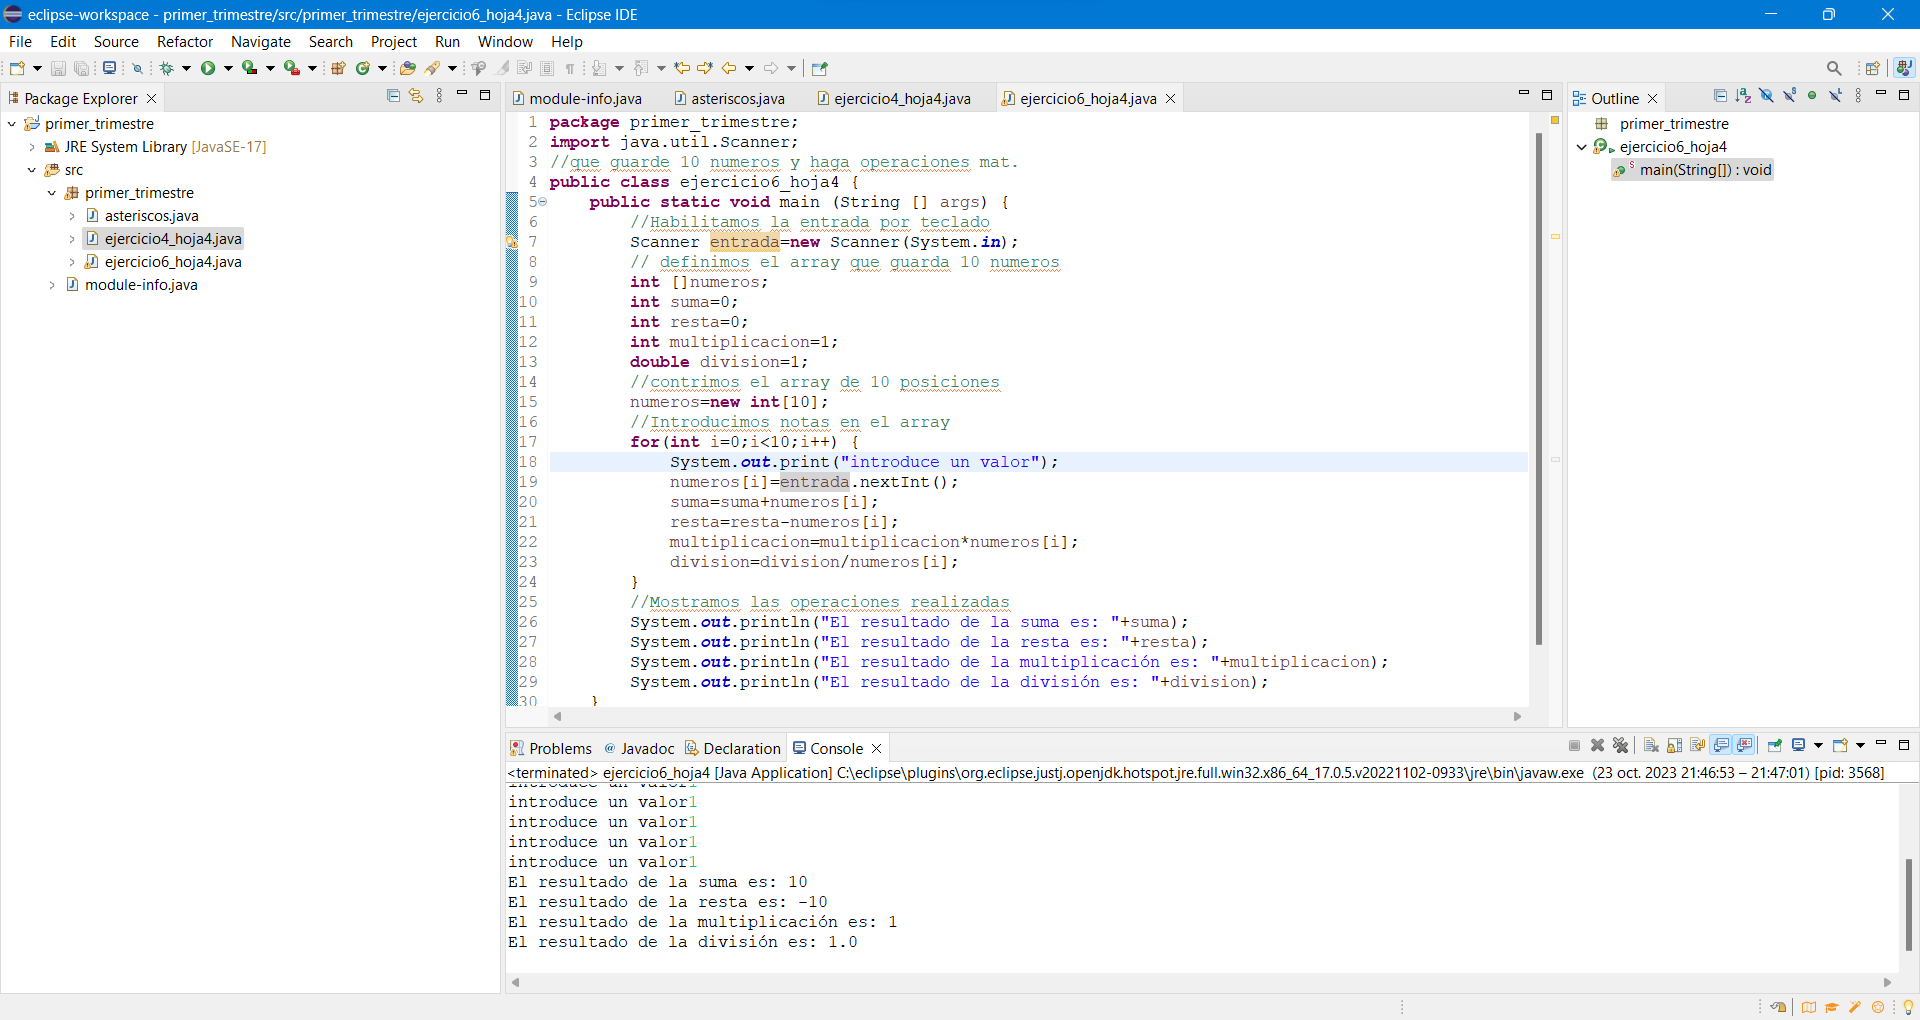 eclipse-workspace - primer_trimestre/src/primer_trimestre/ejercicio6_hoja4.java - Eclipse IDE
File Edit Source Refactor Navigate Search Project Run Window Help
Package Explorer
primer_trimestre
JRE System Library [JavaSE-17]
src
primer_trimestre
asteriscos.java
ejercicio4_hoja4.java
ejercicio6_hoja4.java
module-info.java
module-info.java asteriscos.java ejercicio4_hoja4.java ejercicio6_hoja4.java
1 package primer_trimestre;
2 import java.util.Scanner;
3 //que guarde 10 numeros y haga operaciones mat.
4 public class ejercicio6_hoja4 {
5 public static void main (String [] args) {
6 //Habilitamos la entrada por teclado
7 Scanner entrada=new Scanner(System.in);
8 // definimos el array que guarda 10 numeros
9 int []numeros;
10 int suma=0;
11 int resta=0;
12 int multiplicacion=1;
13 double division=1;
14 //contrimos el array de 10 posiciones
15 numeros=new int[10];
16 //Introducimos notas en el array
17 for(int i=0;i<10;i++) {
18 System.out.print("introduce un valor");
19 numeros[i]=entrada.nextInt();
20 suma=suma+numeros[i];
21 resta=resta-numeros[i];
22 multiplicacion=multiplicacion*numeros[i];
23 division=division/numeros[i];
24 }
25 //Mostramos las operaciones realizadas
26 System.out.println("El resultado de la suma es: "+suma);
27 System.out.println("El resultado de la resta es: "+resta);
28 System.out.println("El resultado de la multiplicación es: "+multiplicacion);
29 System.out.println("El resultado de la división es: "+division);
30 }
Outline
primer_trimestre
ejercicio6_hoja4
main(String[]) : void
Problems @ Javadoc Declaration Console
<terminated> ejercicio6_hoja4 [Java Application] C:\eclipse\plugins\org.eclipse.justj.openjdk.hotspot.jre.full.win32.x86_64_17.0.5.v20221102-0933\jre\bin\javaw.exe (23 oct. 2023 21:46:53 – 21:47:01) [pid: 3568]
introduce un valor1
introduce un valor1
introduce un valor1
introduce un valor1
introduce un valor1
El resultado de la suma es: 10
El resultado de la resta es: -10
El resultado de la multiplicación es: 1
El resultado de la división es: 1.0